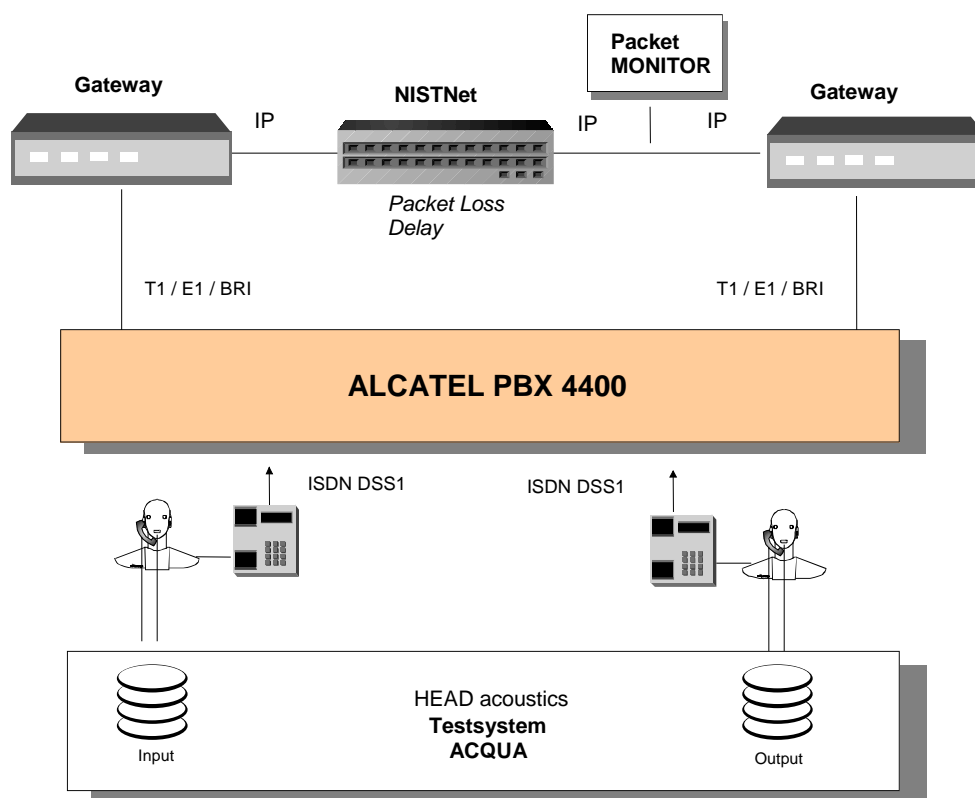 Packet
MONITOR
Gateway
NISTNet
Gateway
IP
IP
IP
Packet Loss
Delay
T1 / E1 / BRI
T1 / E1 / BRI
ALCATEL PBX 4400
ISDN DSS1
ISDN DSS1
HEAD acoustics
Testsystem
ACQUA
Input
Output